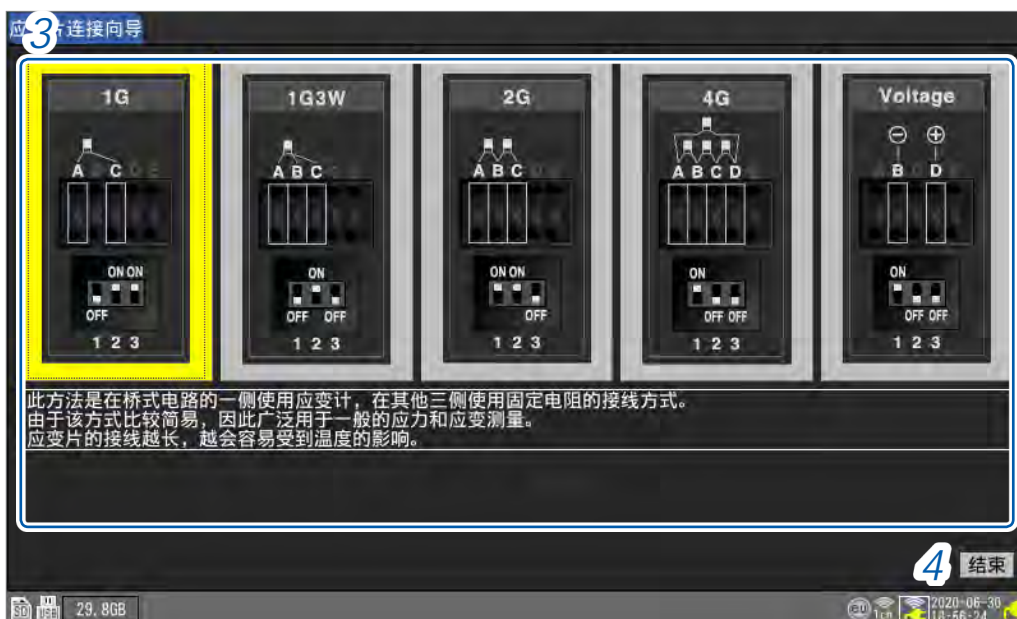 3
应变片连接向导
1G
A C
ON ON
OFF
1 2 3
1G3W
A B C
ON
OFF OFF
1 2 3
2G
A B C
ON ON
OFF
1 2 3
4G
A B C D
ON
OFF OFF
1 2 3
Voltage
⊖ ⊕
B D
ON
OFF OFF
1 2 3
此方法是在桥式电路的一侧使用应变计，在其他三侧使用固定电阻的接线方式。
由于该方式比较简易，因此广泛用于一般的应力和应变测量。
应变片的接线越长，越会容易受到温度的影响。
4 结束
SD USB 29.8GB
2020-06-30